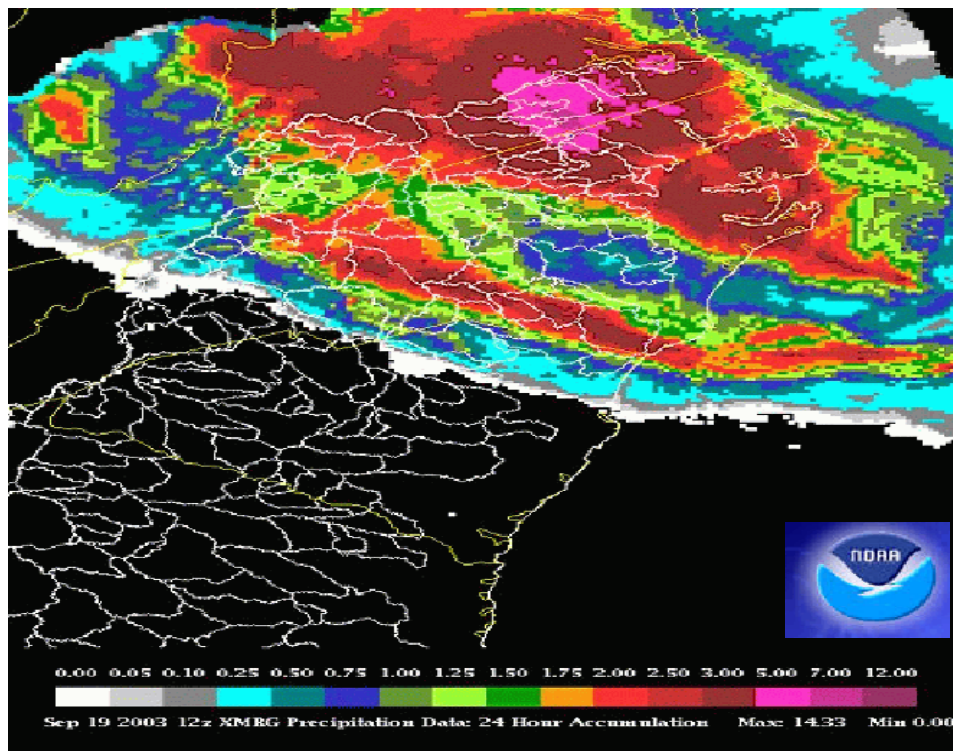 NOAA
0.00 0.05 0.10 0.25 0.50 0.75 1.00 1.25 1.50 1.75 2.00 2.50 3.00 5.00 7.00 12.00
Sep 19 2003 12z XMRG Precipitation Data: 24 Hour Accumulation Max: 14.33 Min 0.00